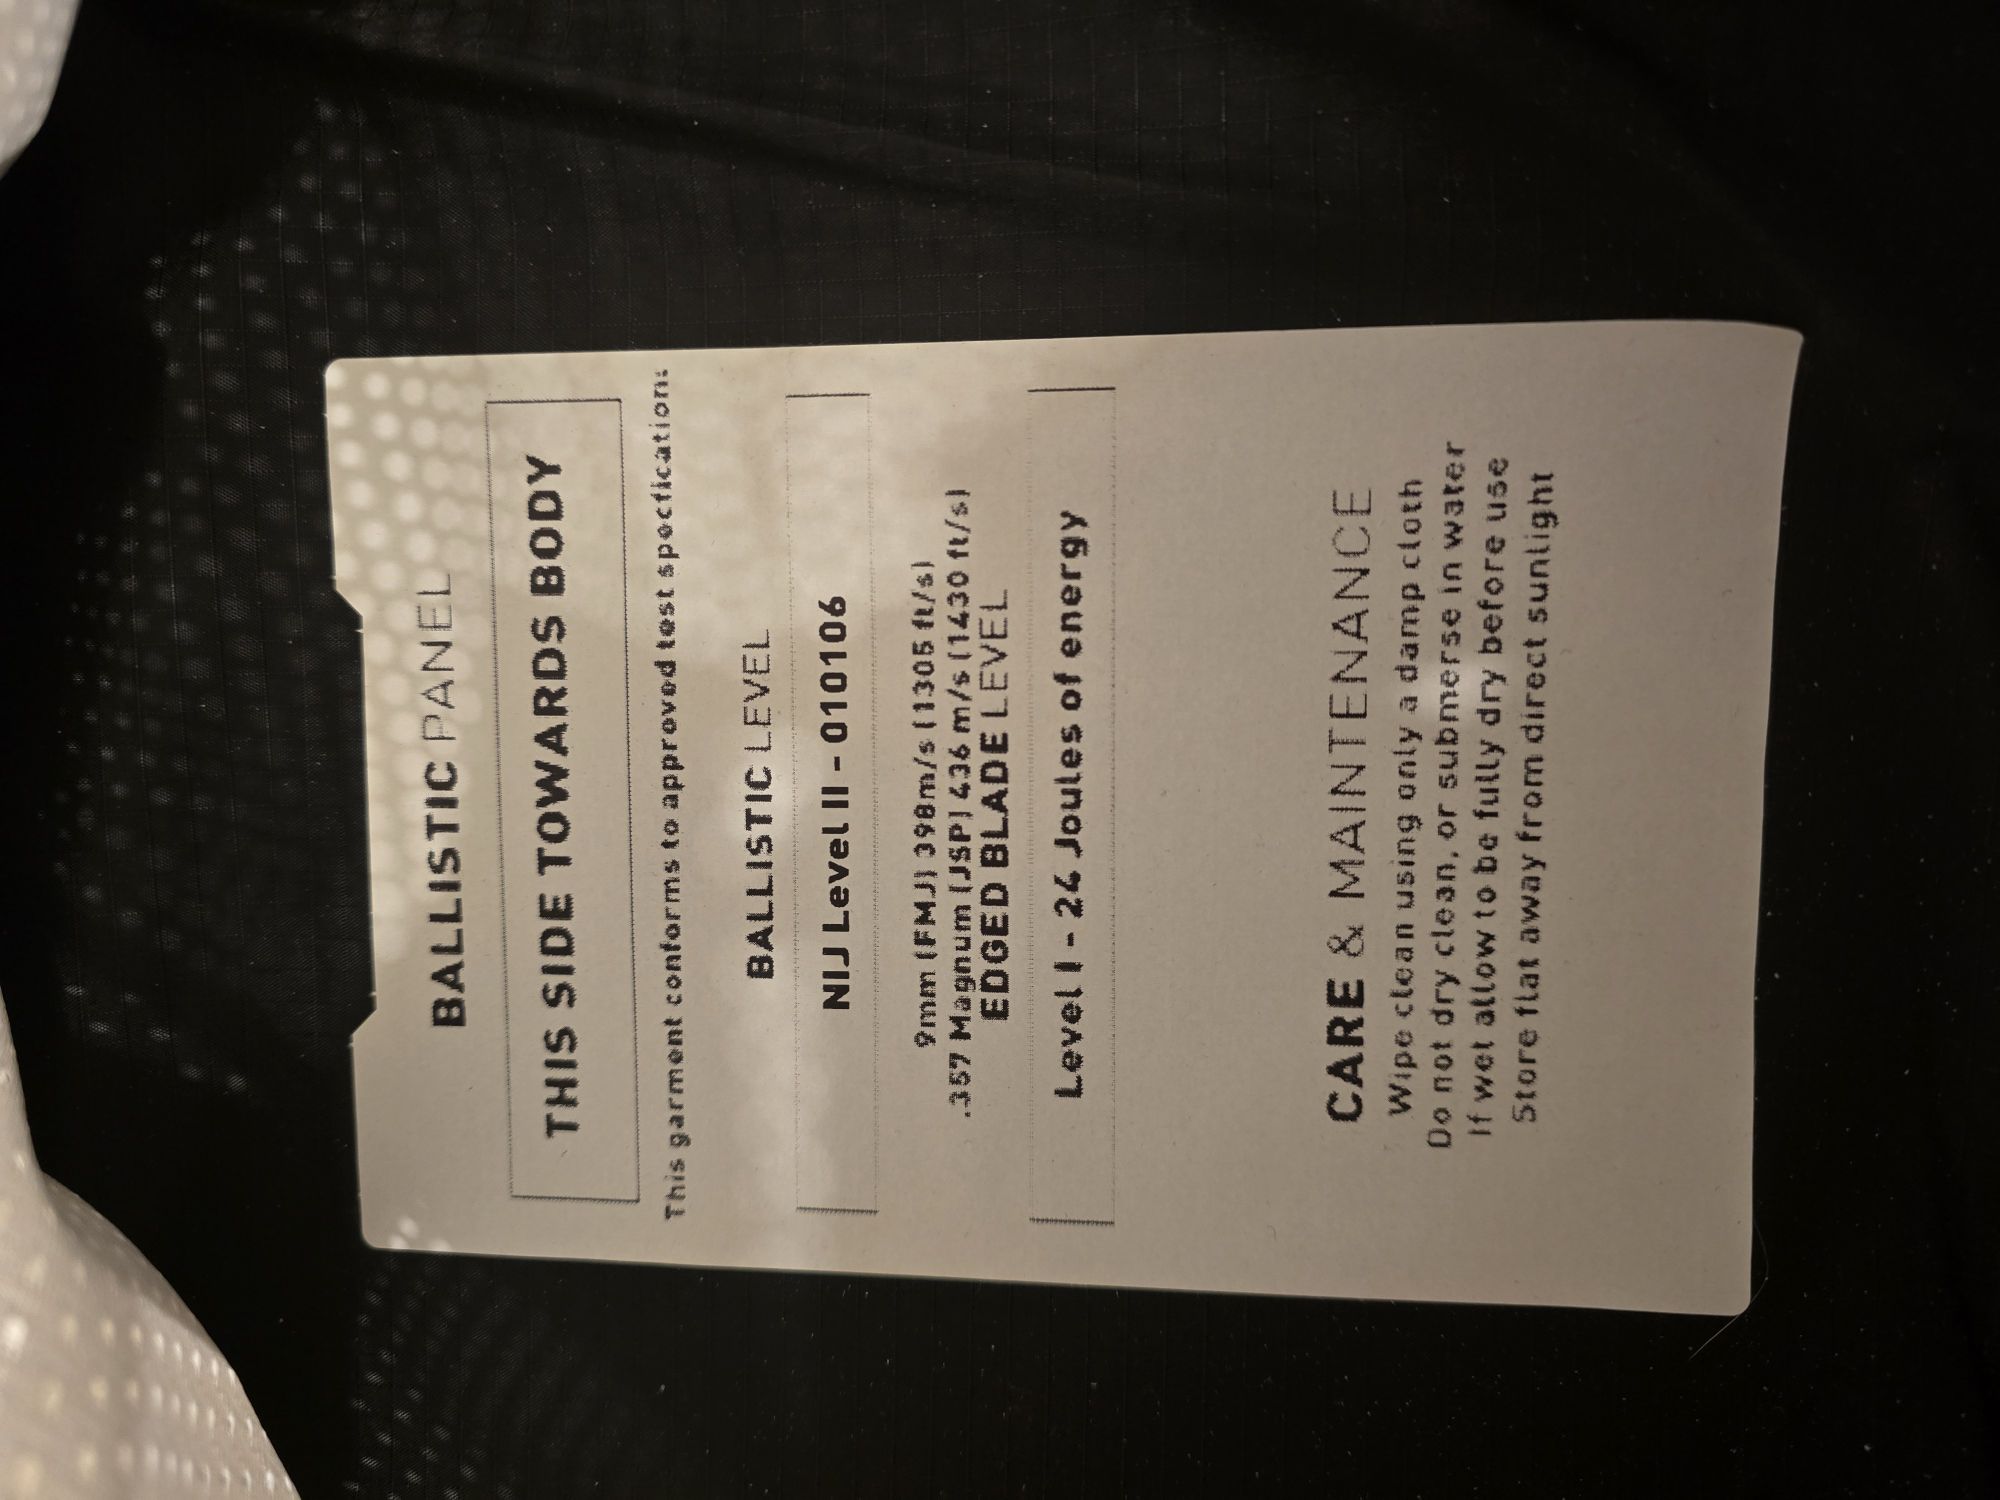 BALLISTIC PANEL
THIS SIDE TOWARDS BODY
This garment conforms to approved test specfications
BALLISTIC LEVEL
NIJ Level II - 010106
9mm (FMJ) 398m/s (1305 ft/s)
.357 Magnum (JSP) 436 m/s (1430 ft/s)
EDGED BLADE LEVEL
Level I - 24 Joules of energy
CARE & MAINTENANCE
Wipe clean using only a damp cloth
Do not dry clean, or submerse in water
If wet allow to be fully dry before use
Store flat away from direct sunlight